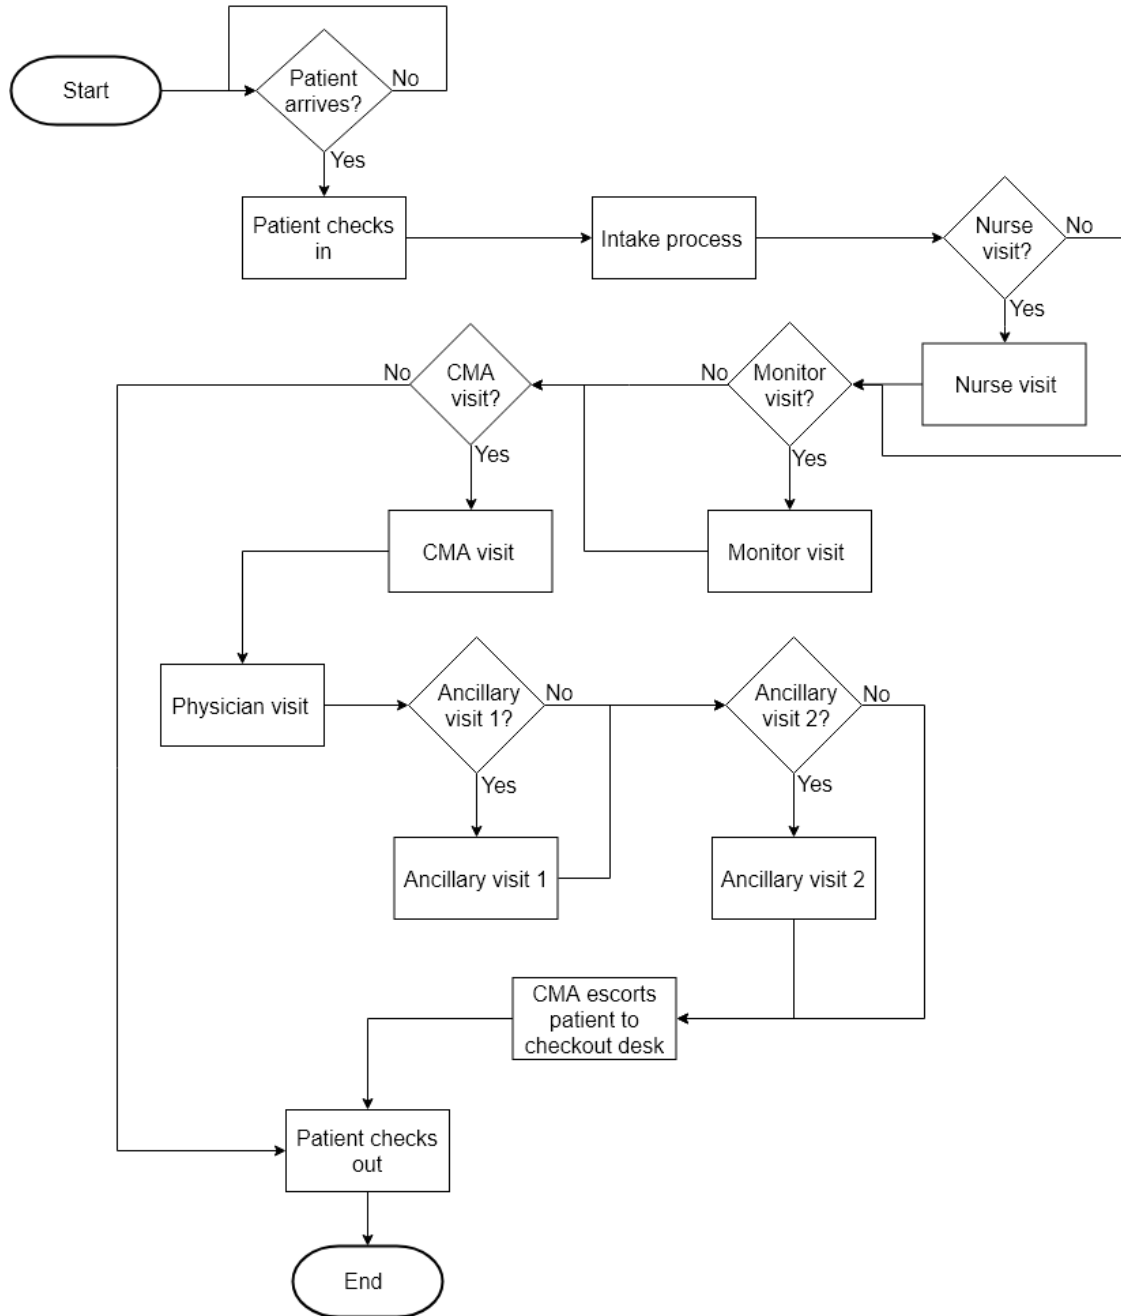 Start
Patient
arrives?
No
Yes
Patient checks
in
Intake process
Nurse
visit?
No
Yes
Nurse visit
Monitor
visit?
No
Yes
Monitor visit
CMA
visit?
No
Yes
CMA visit
Physician visit
Ancillary
visit 1?
No
Yes
Ancillary visit 1
Ancillary
visit 2?
No
Yes
Ancillary visit 2
CMA escorts
patient to
checkout desk
Patient checks
out
End